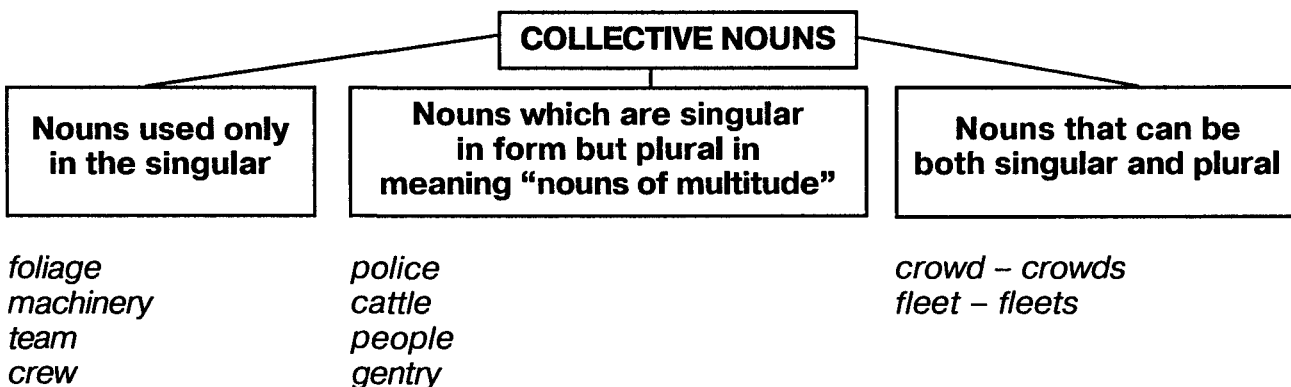 COLLECTIVE NOUNS
Nouns used only
in the singular
Nouns which are singular
in form but plural in
meaning “nouns of multitude”
Nouns that can be
both singular and plural
foliage
machinery
team
crew
police
cattle
people
gentry
crowd – crowds
fleet – fleets